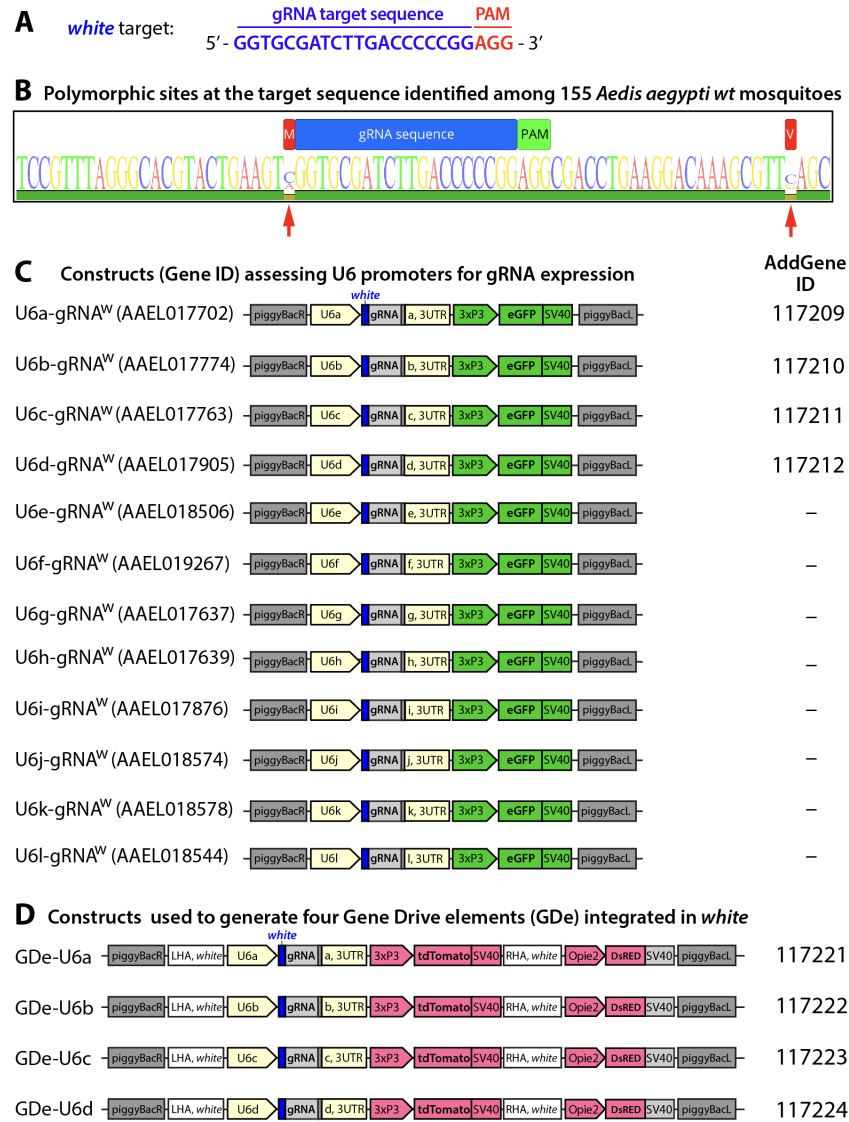 A
white target:
gRNA target sequence PAM
5′- GGTGCGATCTTGACCCCCGGAGG - 3′
B Polymorphic sites at the target sequence identified among 155 Aedis aegypti wt mosquitoes
M gRNA sequence PAM V
TCCGTTTAGGGCACGTACTGAAGTCGGTGCGATCTTGACCCCCGGAGGCGACCTGAAGGACAAAGCGTTCAGC
C Constructs (Gene ID) assessing U6 promoters for gRNA expression AddGene ID
white
U6a-gRNAw (AAEL017702) piggyBacR U6a gRNA a, 3UTR 3xP3 eGFP SV40 piggyBacL 117209
U6b-gRNAW (AAEL017774) piggyBacR U6b gRNA b, 3UTR 3xP3 eGFP SV40 piggyBacL 117210
U6c-gRNAW (AAEL017763) piggyBacR U6c gRNA c, 3UTR 3xP3 eGFP SV40 piggyBacL 117211
U6d-gRNAW (AAEL017905) piggyBacR U6d gRNA d, 3UTR 3xP3 eGFP SV40 piggyBacL 117212
U6e-gRNAW (AAEL018506) piggyBacR U6e gRNA e, 3UTR 3xP3 eGFP SV40 piggyBacL –
U6f-gRNAW (AAEL019267) piggyBacR U6f gRNA f, 3UTR 3xP3 eGFP SV40 piggyBacL –
U6g-gRNAW (AAEL017637) piggyBacR U6g gRNA g, 3UTR 3xP3 eGFP SV40 piggyBacL –
U6h-gRNAW (AAEL017639) piggyBacR U6h gRNA h, 3UTR 3xP3 eGFP SV40 piggyBacL –
U6i-gRNAW (AAEL017876) piggyBacR U6i gRNA i, 3UTR 3xP3 eGFP SV40 piggyBacL –
U6j-gRNAW (AAEL018574) piggyBacR U6j gRNA j, 3UTR 3xP3 eGFP SV40 piggyBacL –
U6k-gRNAW (AAEL018578) piggyBacR U6k gRNA k, 3UTR 3xP3 eGFP SV40 piggyBacL –
U6l-gRNAW (AAEL018544) piggyBacR U6l gRNA l, 3UTR 3xP3 eGFP SV40 piggyBacL –
D Constructs used to generate four Gene Drive elements (GDe) integrated in white
white
GDe-U6a piggyBacR LHA, white U6a gRNA a, 3UTR 3xP3 tdTomato SV40 RHA, white Opie2 DsRED SV40 piggyBacL 117221
GDe-U6b piggyBacR LHA, white U6b gRNA b, 3UTR 3xP3 tdTomato SV40 RHA, white Opie2 DsRED SV40 piggyBacL 117222
GDe-U6c piggyBacR LHA, white U6c gRNA c, 3UTR 3xP3 tdTomato SV40 RHA, white Opie2 DsRED SV40 piggyBacL 117223
GDe-U6d piggyBacR LHA, white U6d gRNA d, 3UTR 3xP3 tdTomato SV40 RHA, white Opie2 DsRED SV40 piggyBacL 117224